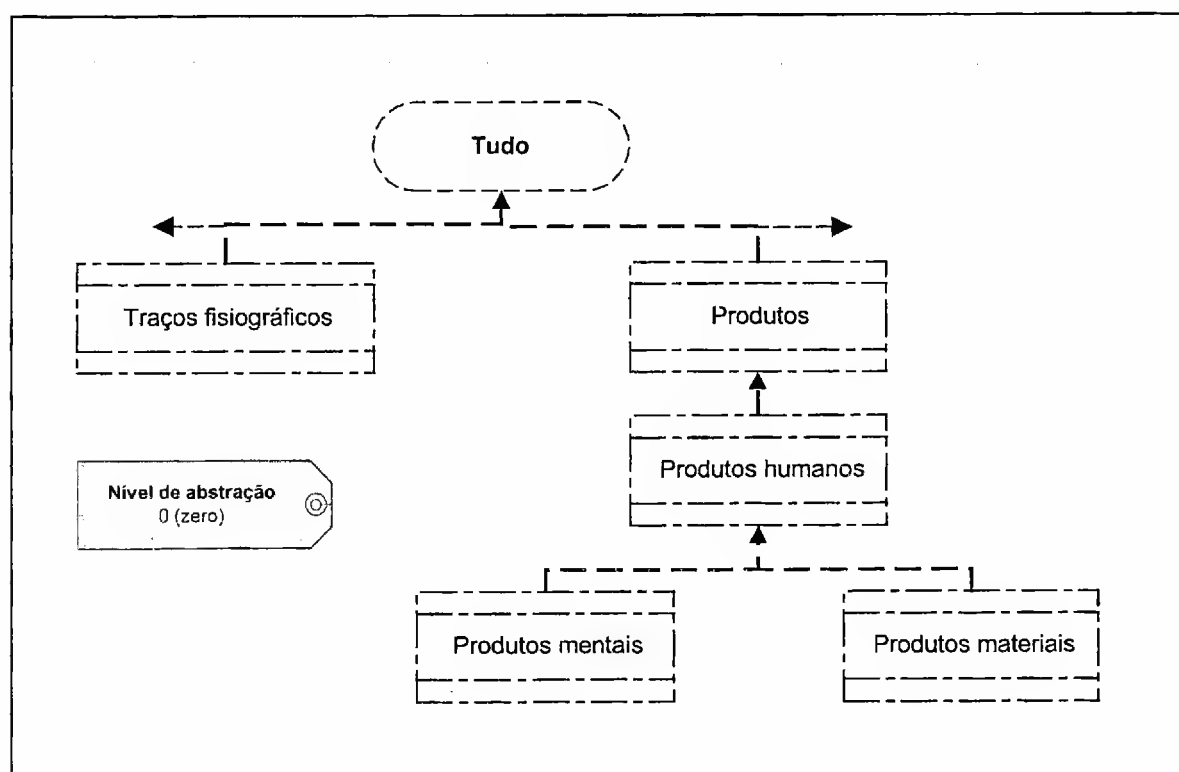 Tudo
Traços fisiográficos
Produtos
Produtos humanos
Nível de abstração
0 (zero)
Produtos mentais
Produtos materiais